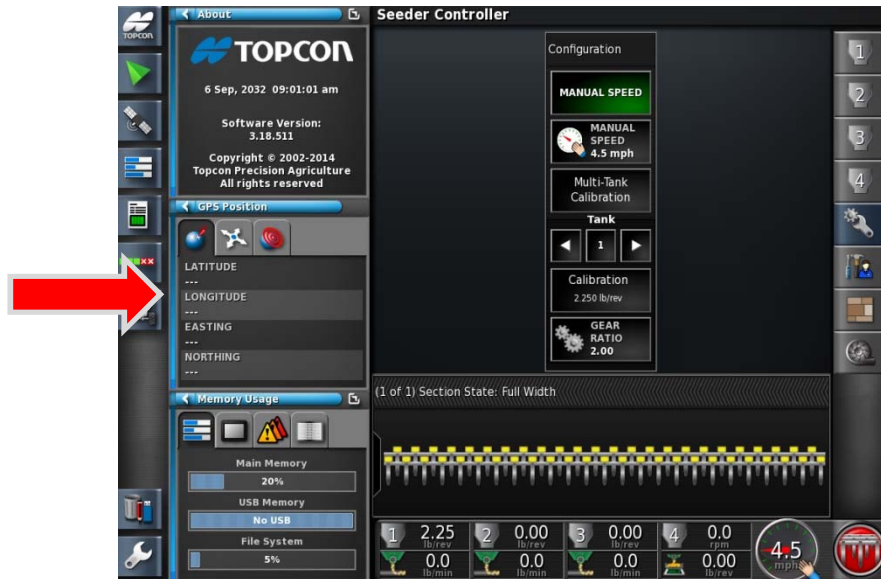 TOPCON
About
TOPCON
6 Sep, 2032 09:01:01 am
Software Version:
3.18.511
Copyright © 2002-2014
Topcon Precision Agriculture
All rights reserved
GPS Position
LATITUDE
---
LONGITUDE
---
EASTING
---
NORTHING
---
Memory Usage
Main Memory
20%
USB Memory
No USB
File System
5%
Seeder Controller
Configuration
MANUAL SPEED
MANUAL
SPEED
4.5 mph
Multi-Tank
Calibration
Tank
1
Calibration
2.250 lb/rev
GEAR
RATIO
2.00
(1 of 1) Section State: Full Width
1 2.25 lb/rev 2 0.00 lb/rev 3 0.00 lb/rev 4 0.0 rpm
0.0 lb/min 0.0 lb/min 0.0 lb/min 0.00 lb/rev
4.5
mph
1
2
3
4